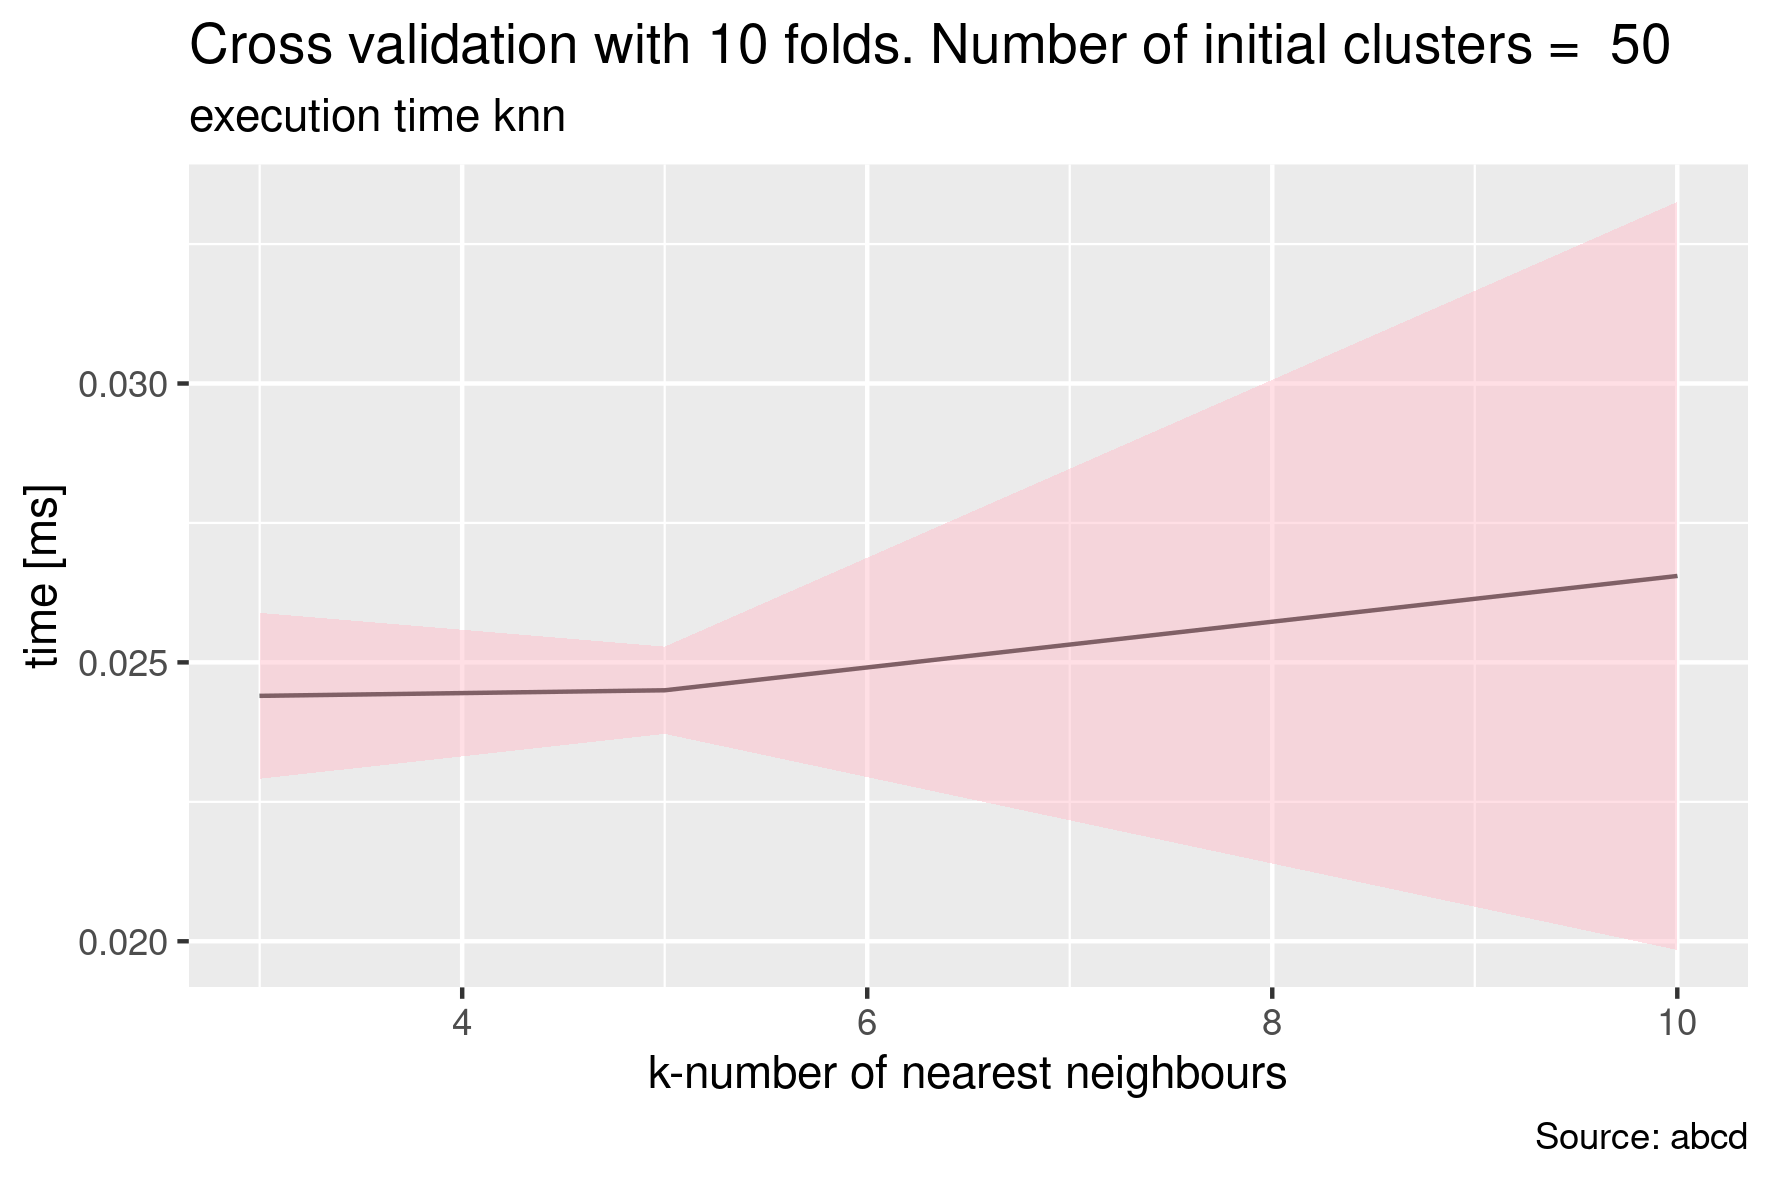 Cross validation with 10 folds. Number of initial clusters =  50
execution time knn
time [ms]
0.030
0.025
0.020
4 6 8 10
k-number of nearest neighbours
Source: abcd